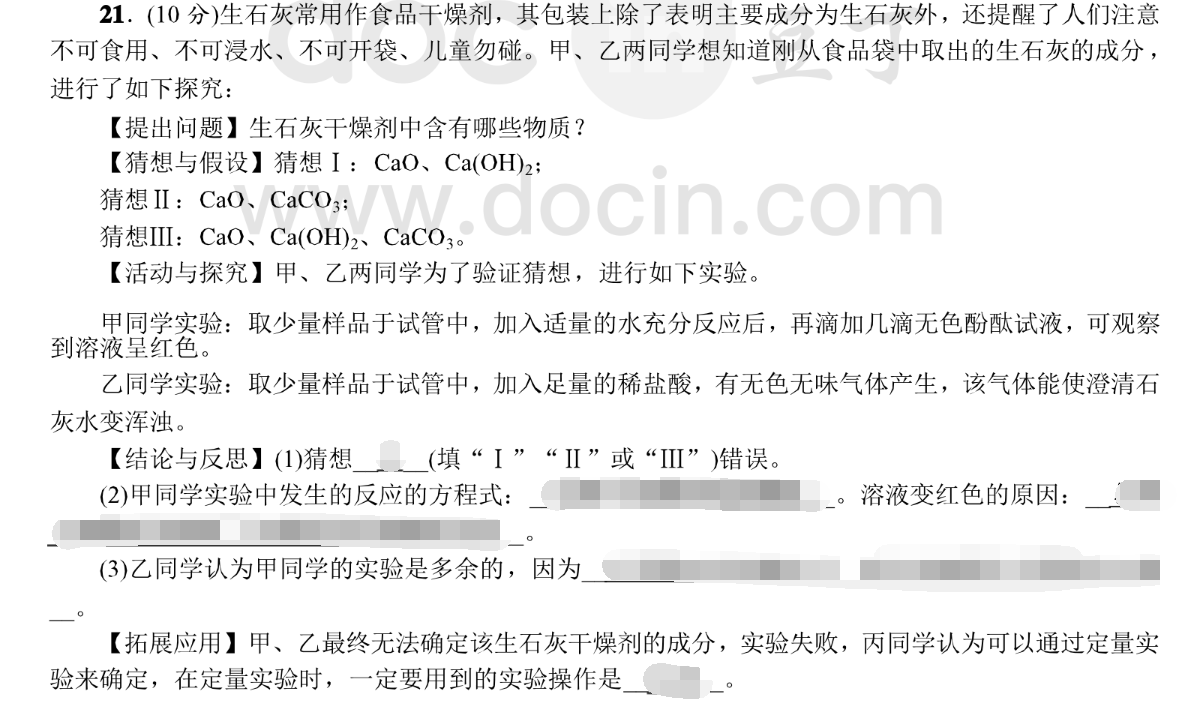 21．(10 分)生石灰常用作食品干燥剂，其包装上除了表明主要成分为生石灰外，还提醒了人们注意
不可食用、不可浸水、不可开袋、儿童勿碰。甲、乙两同学想知道刚从食品袋中取出的生石灰的成分，
进行了如下探究：
【提出问题】生石灰干燥剂中含有哪些物质？
【猜想与假设】猜想Ⅰ：CaO、Ca(OH)₂；
猜想Ⅱ：CaO、CaCO₃；
猜想Ⅲ：CaO、Ca(OH)₂、CaCO₃。
【活动与探究】甲、乙两同学为了验证猜想，进行如下实验。
甲同学实验：取少量样品于试管中，加入适量的水充分反应后，再滴加几滴无色酚酞试液，可观察
到溶液呈红色。
乙同学实验：取少量样品于试管中，加入足量的稀盐酸，有无色无味气体产生，该气体能使澄清石
灰水变浑浊。
【结论与反思】(1)猜想____(填“Ⅰ”“Ⅱ”或“Ⅲ”)错误。
(2)甲同学实验中发生的反应的方程式：____。溶液变红色的原因：____
____。
(3)乙同学认为甲同学的实验是多余的，因为____
__。
【拓展应用】甲、乙最终无法确定该生石灰干燥剂的成分，实验失败，丙同学认为可以通过定量实
验来确定，在定量实验时，一定要用到的实验操作是____。
docin 豆丁
www.docin.com